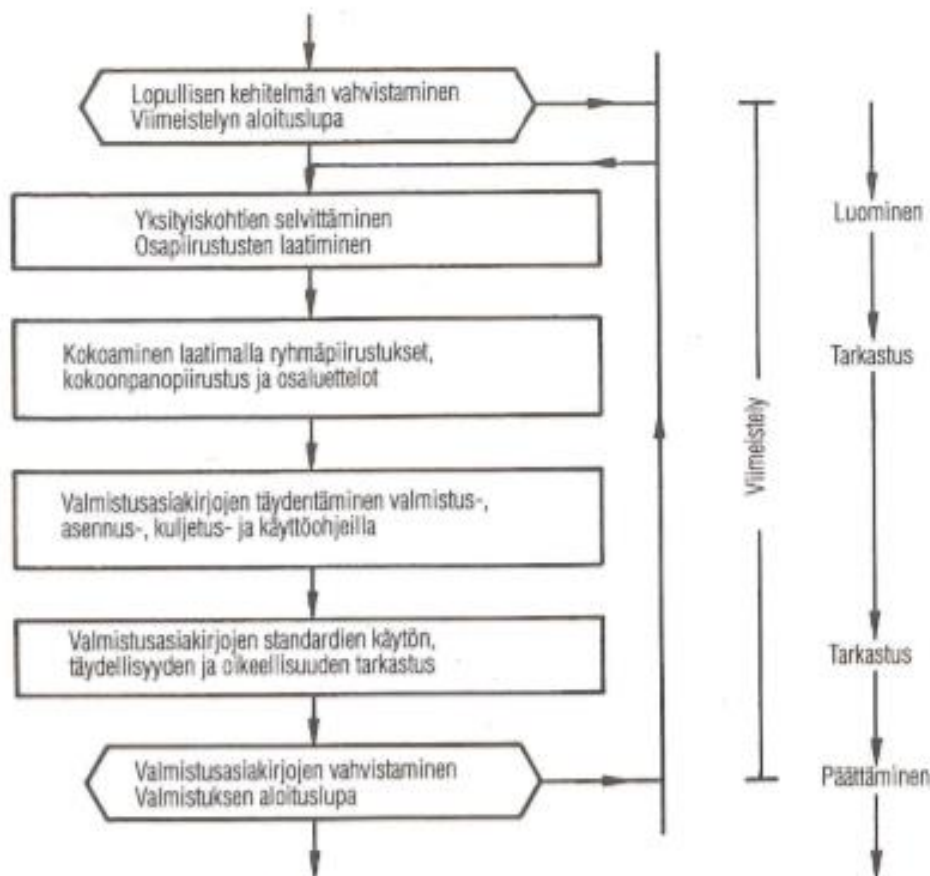 Lopullisen kehitelmän vahvistaminen
Viimeistelyn aloituslupa
Yksityiskohtien selvittäminen
Osapiirustusten laatiminen
Kokoaminen laatimalla ryhmäpiirustukset,
kokoonpanopiirustus ja osaluettelot
Valmistusasiakirjojen täydentäminen valmistus-,
asennus-, kuljetus- ja käyttöohjeilla
Valmistusasiakirjojen standardien käytön,
täydellisyyden ja oikeellisuuden tarkastus
Valmistusasiakirjojen vahvistaminen
Valmistuksen aloituslupa
Viimeistely
Luominen
Tarkastus
Tarkastus
Päättäminen